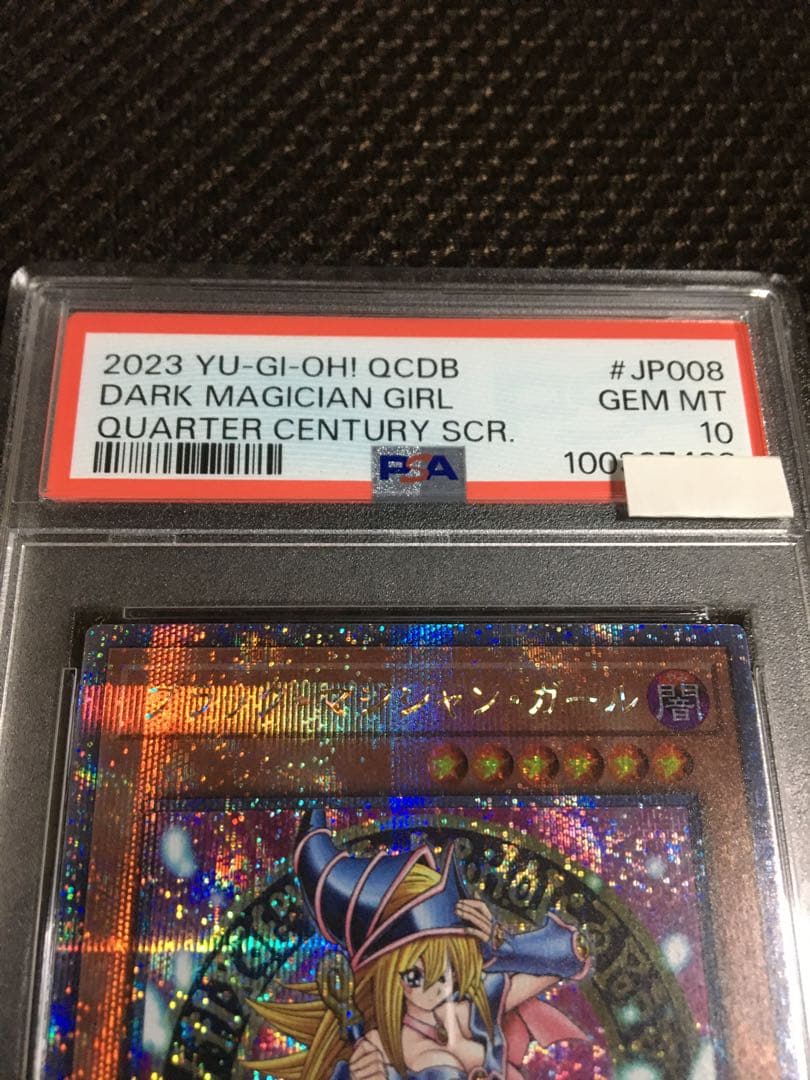 2023 YU-GI-OH! QCDB #JP008
DARK MAGICIAN GIRL GEM MT
QUARTER CENTURY SCR. 10
PSA
ブラック・マジシャン・ガール
闇